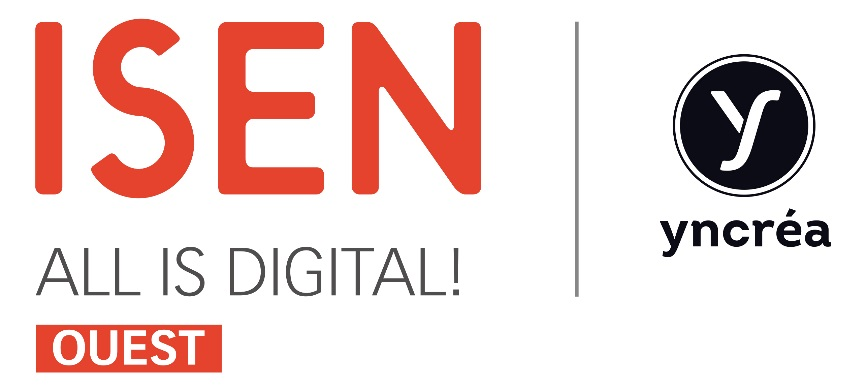 ISEN
ALL IS DIGITAL!
OUEST
y
yncréa